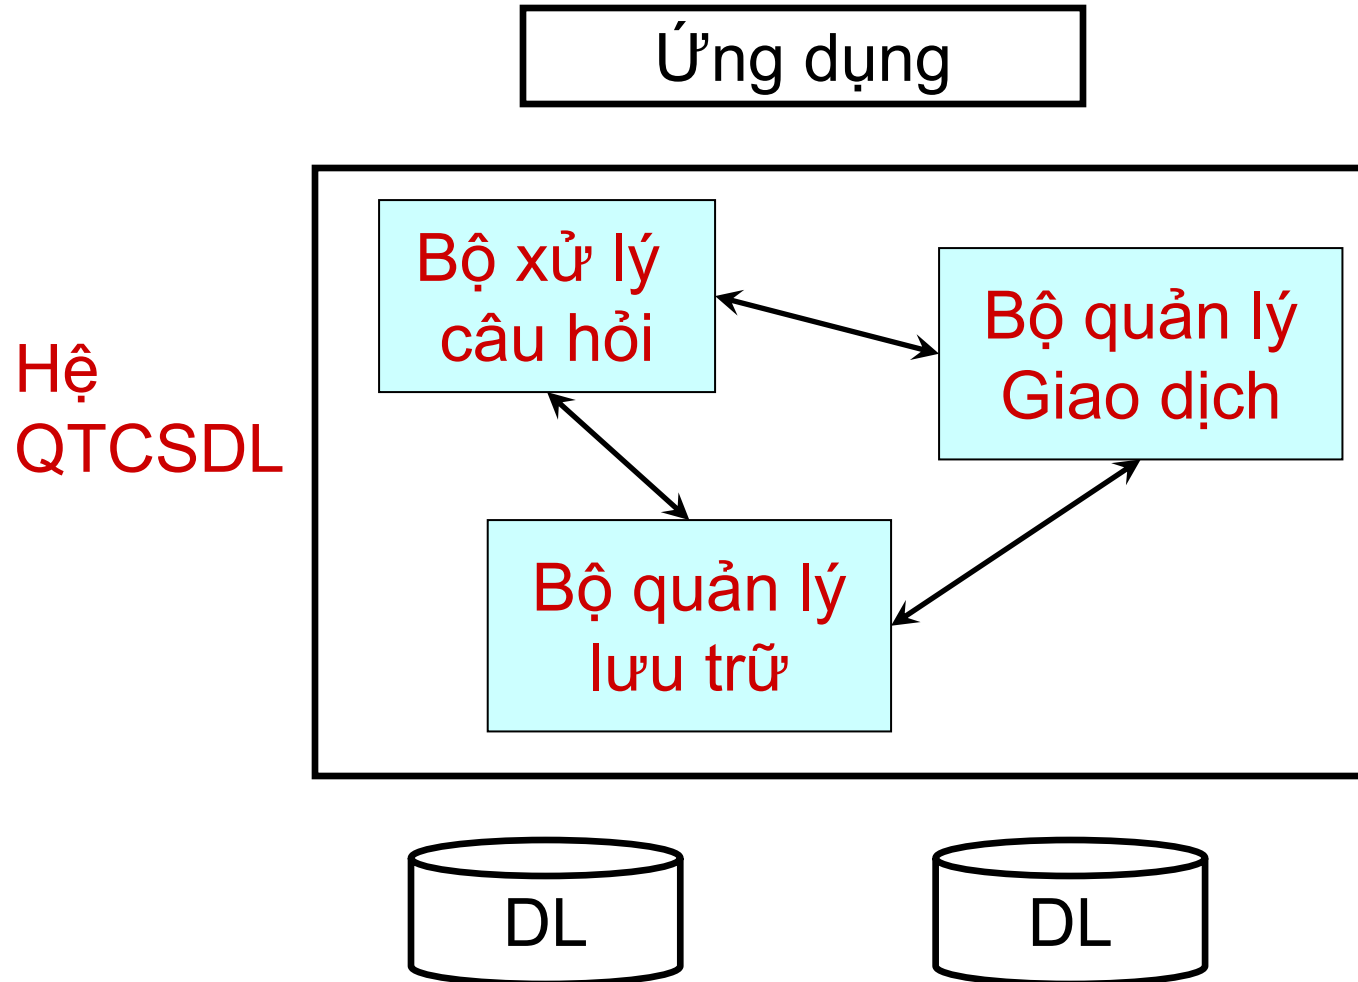 Ứng dụng
Bộ xử lý
câu hỏi
Bộ quản lý
Giao dịch
Hệ
QTCSDL
Bộ quản lý
lưu trữ
DL
DL